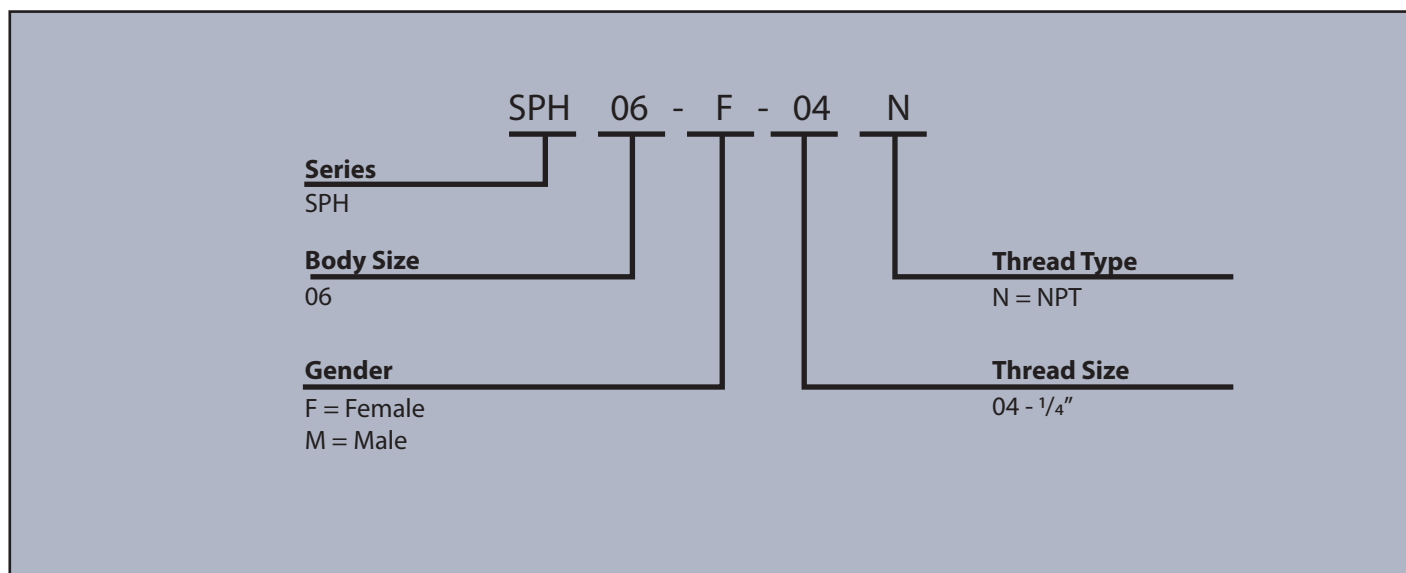 SPH 06 - F - 04 N
Series
SPH
Body Size
06
Gender
F = Female
M = Male
Thread Type
N = NPT
Thread Size
04 - 1/4"